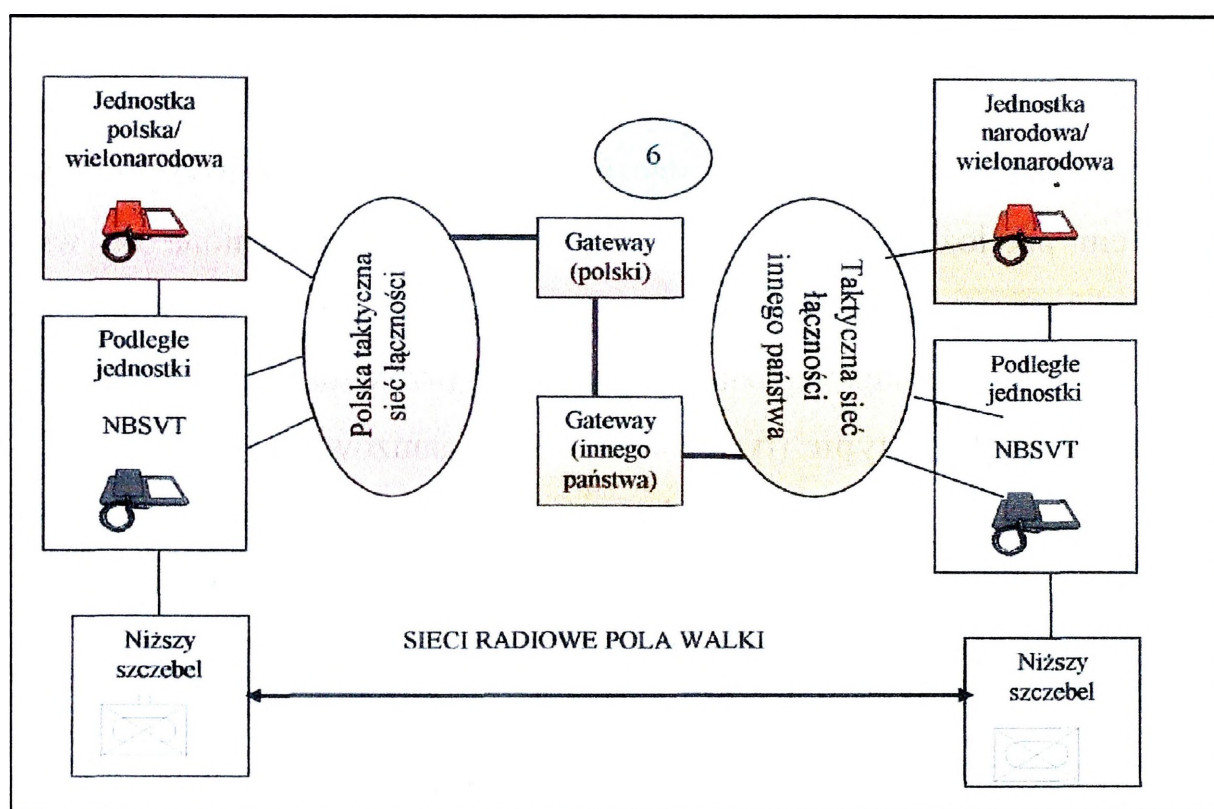 Jednostka
polska/
wielonarodowa
Podległe
jednostki
NBSVT
Niższy
szczebel
Polska taktyczna
sieć łączności
6
Gateway
(polski)
Gateway
(innego
państwa)
SIECI RADIOWE POLA WALKI
Taktyczna sieć
łączności
innego państwa
Jednostka
narodowa/
wielonarodowa
Podległe
jednostki
NBSVT
Niższy
szczebel